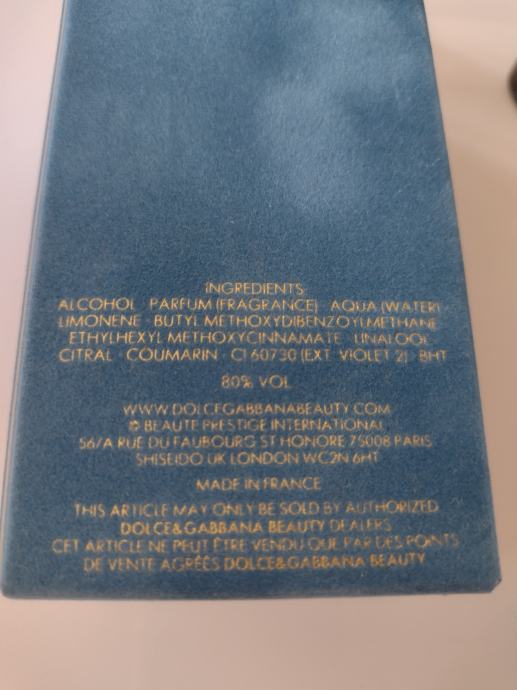 INGREDIENTS:
ALCOHOL · PARFUM (FRAGRANCE) · AQUA (WATER) ·
LIMONENE · BUTYL METHOXYDIBENZOYLMETHANE ·
ETHYLHEXYL METHOXYCINNAMATE · LINALOOL ·
CITRAL · COUMARIN · CI 60730 (EXT. VIOLET 2) · BHT
80% VOL
WWW.DOLCEGABBANABEAUTY.COM
© BEAUTE PRESTIGE INTERNATIONAL
56/A RUE DU FAUBOURG ST HONORE 75008 PARIS
SHISEIDO UK LONDON WC2N 6HT
MADE IN FRANCE
THIS ARTICLE MAY ONLY BE SOLD BY AUTHORIZED
DOLCE&GABBANA BEAUTY DEALERS
CET ARTICLE NE PEUT ÊTRE VENDU QUE PAR DES POINTS
DE VENTE AGRÉÉS DOLCE&GABBANA BEAUTY